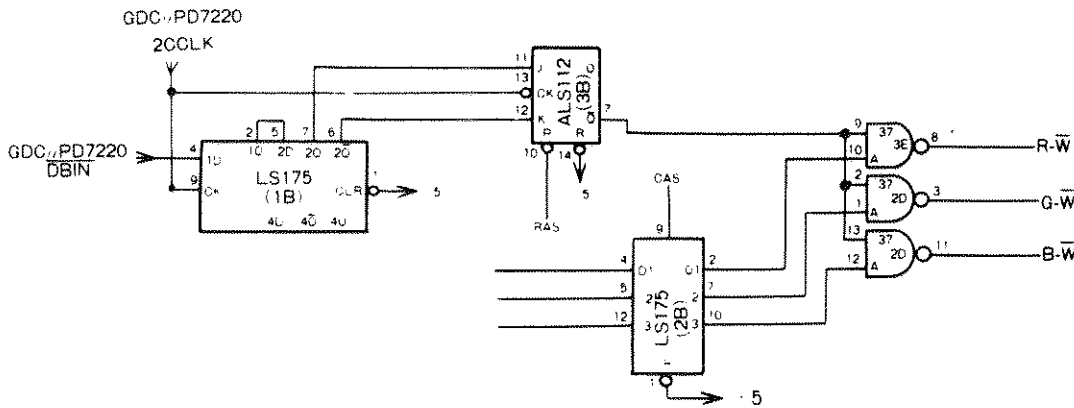 GDC μPD7220
2CCLK
GDC μPD7220
DBIN
4
1D
9
CK
2
5
7
6
1Q
2D
2Q
2Q
LS175
(1B)
CLR
1
5
11
J
13
CK
12
K
ALS112
(3B)
Q
Q
7
P
R
10
14
5
RAS
CAS
9
4
D1
Q1
2
5
2
2
7
12
3
3
10
LS175
(2B)
1
5
9
10
A
37
3E
8
R-W
2
1
A
37
2D
3
G-W
13
12
A
37
2D
11
B-W